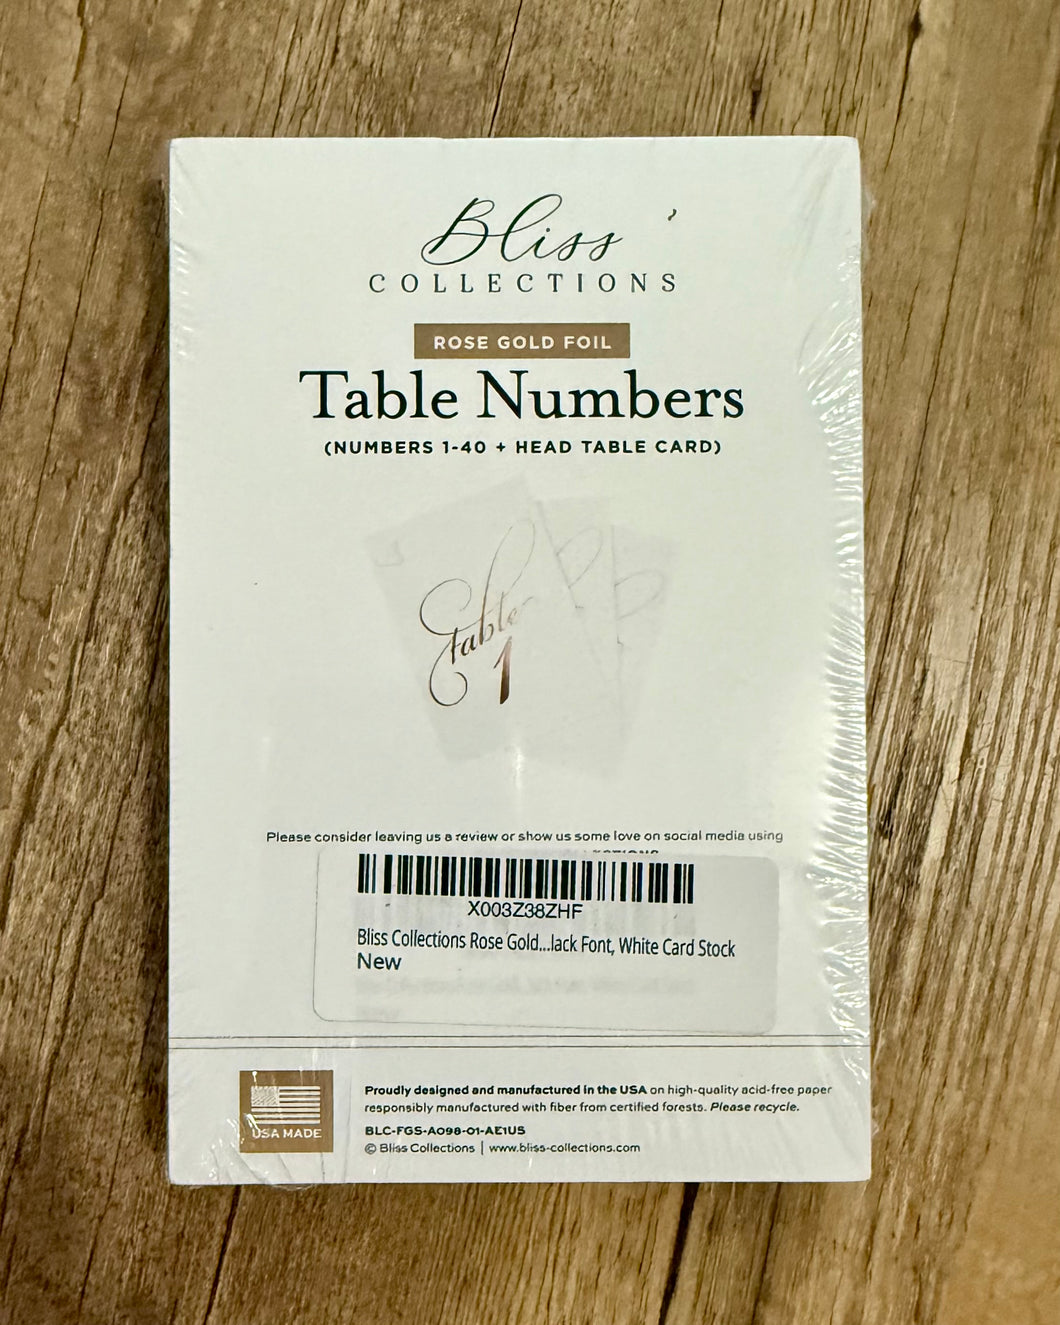 Bliss
COLLECTIONS
ROSE GOLD FOIL
Table Numbers
(NUMBERS 1-40 + HEAD TABLE CARD)
table
1
Please consider leaving us a review or show us some love on social media using
X003Z38ZHF
Bliss Collections Rose Gold...lack Font, White Card Stock
New
USA MADE
Proudly designed and manufactured in the USA on high-quality acid-free paper
responsibly manufactured with fiber from certified forests. Please recycle.
BLC-FGS-A098-01-AE1US
© Bliss Collections | www.bliss-collections.com